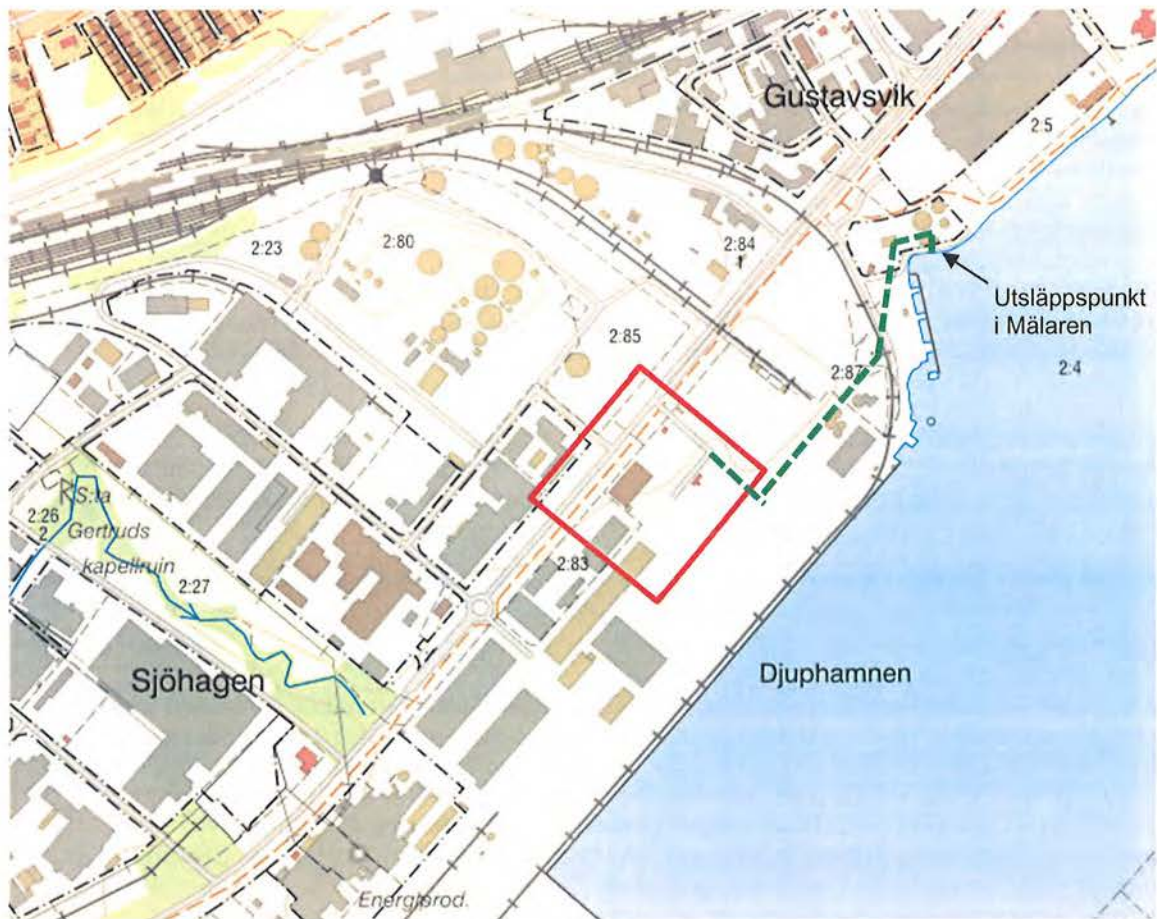 Gustavsvik
2:5
2:84
2:23
2:80
Utsläppspunkt
i Mälaren
2:85
2:87
2:4
S:ta
Gertruds
kapellruin
2:26
2
2:27
2:83
Sjöhagen
Djuphamnen
Energiprod.